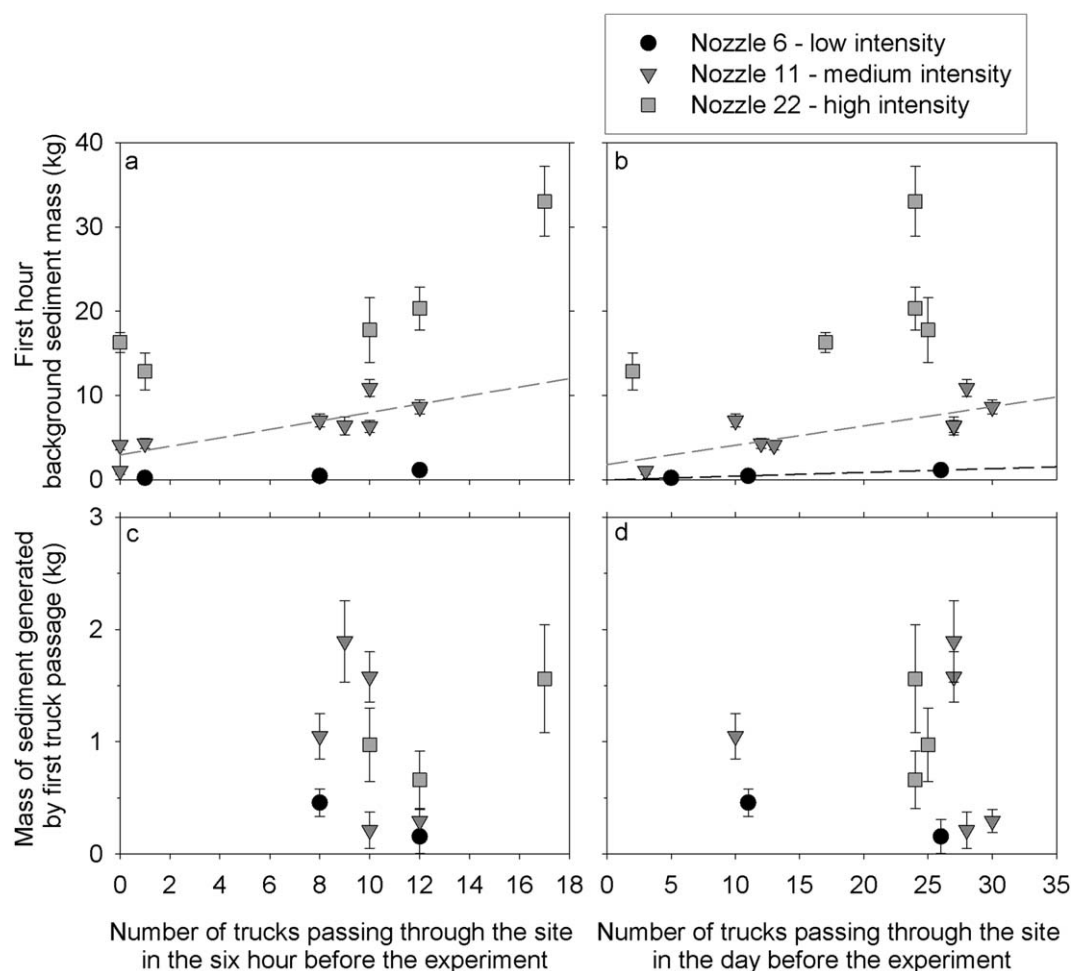 Nozzle 6 - low intensity
Nozzle 11 - medium intensity
Nozzle 22 - high intensity
First hour
background sediment mass (kg)
40
30
20
10
0
a
b
Mass of sediment generated
by first truck passage (kg)
3
2
1
0
c
d
0 2 4 6 8 10 12 14 16 18
0 5 10 15 20 25 30 35
Number of trucks passing through the site
in the six hour before the experiment
Number of trucks passing through the site
in the day before the experiment